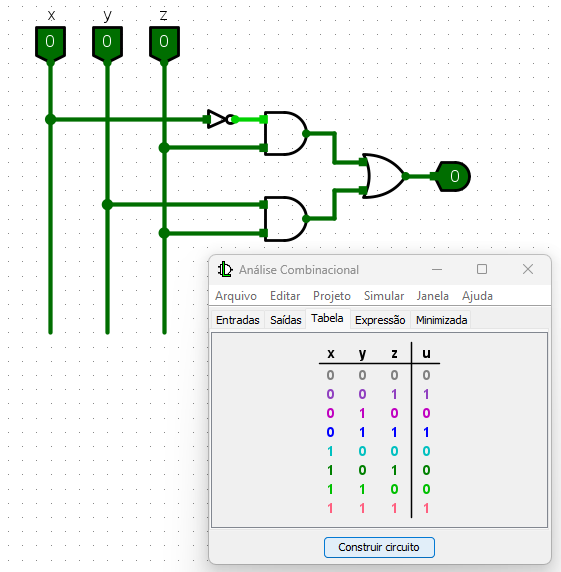 x y z
0 0 0
0
Análise Combinacional
Arquivo Editar Projeto Simular Janela Ajuda
Entradas Saídas Tabela Expressão Minimizada
x y z u
0 0 0 0
0 0 1 1
0 1 0 0
0 1 1 1
1 0 0 0
1 0 1 0
1 1 0 0
1 1 1 1
Construir circuito